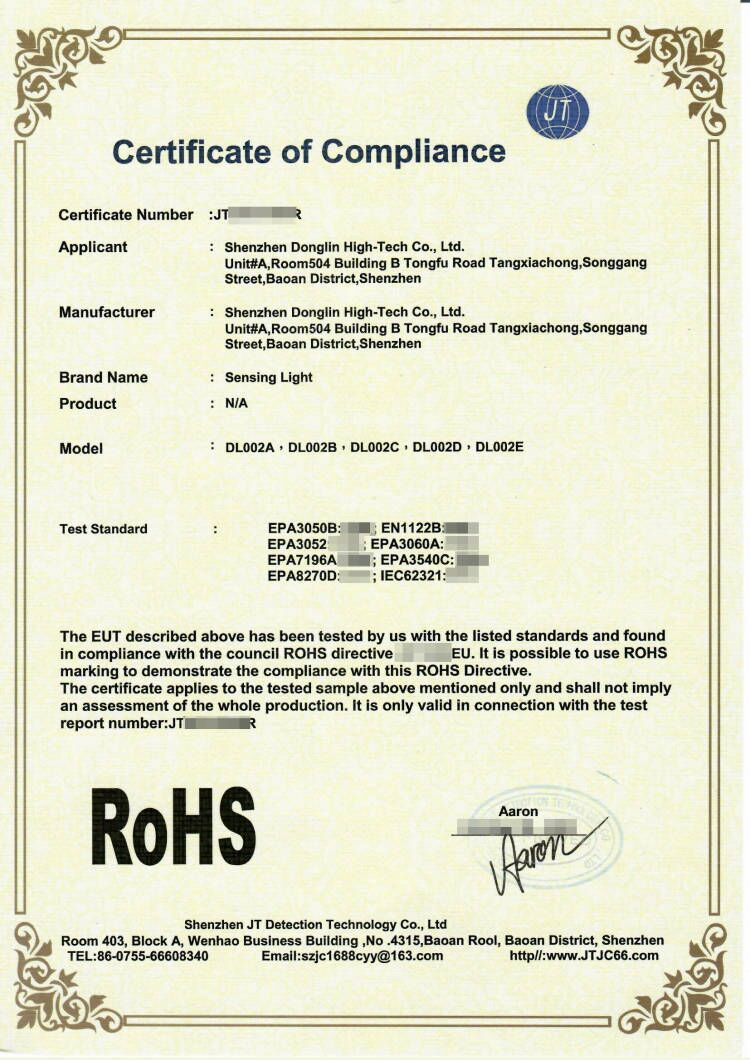 JT
Certificate of Compliance
Certificate Number :JT R
Applicant : Shenzhen Donglin High-Tech Co., Ltd.
Unit#A,Room504 Building B Tongfu Road Tangxiachong,Songgang
Street,Baoan District,Shenzhen
Manufacturer : Shenzhen Donglin High-Tech Co., Ltd.
Unit#A,Room504 Building B Tongfu Road Tangxiachong,Songgang
Street,Baoan District,Shenzhen
Brand Name : Sensing Light
Product : N/A
Model : DL002A，DL002B，DL002C，DL002D，DL002E
Test Standard : EPA3050B: ; EN1122B:
EPA3052 ; EPA3060A:
EPA7196A ; EPA3540C:
EPA8270D: ; IEC62321:
The EUT described above has been tested by us with the listed standards and found
in compliance with the council ROHS directive EU. It is possible to use ROHS
marking to demonstrate the compliance with this ROHS Directive.
The certificate applies to the tested sample above mentioned only and shall not imply
an assessment of the whole production. It is only valid in connection with the test
report number:JT R
RoHS
Aaron
Aaron
Shenzhen JT Detection Technology Co., Ltd
Room 403, Block A, Wenhao Business Building ,No .4315,Baoan Rool, Baoan District, Shenzhen
TEL:86-0755-66608340 Email:szjc1688cyy@163.com http//:www.JTJC66.com